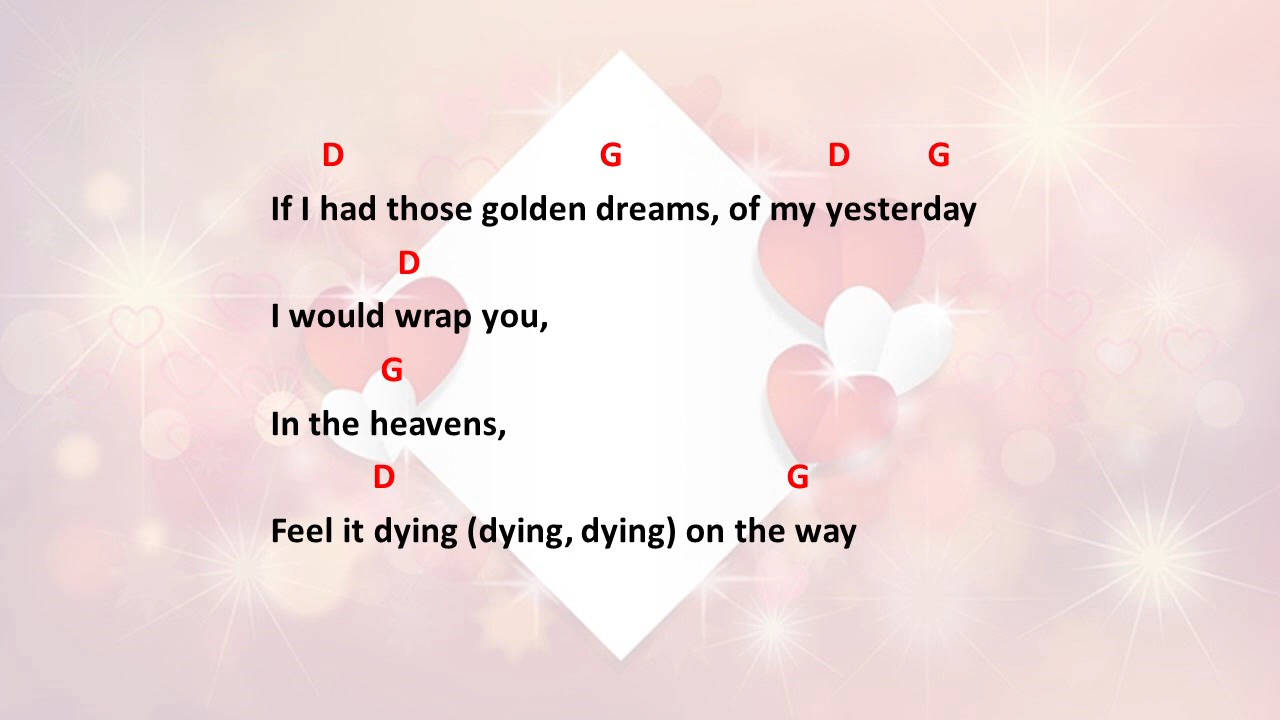 D G D G
If I had those golden dreams, of my yesterday
D
I would wrap you,
G
In the heavens,
D G
Feel it dying (dying, dying) on the way